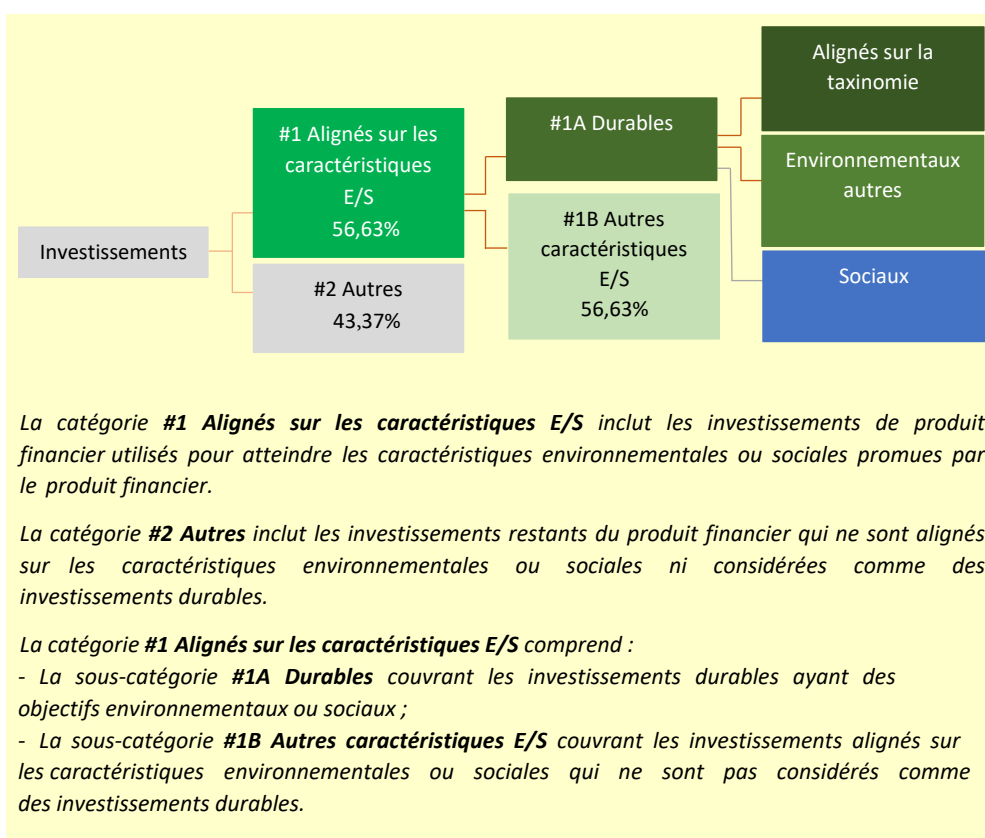 Investissements
#1 Alignés sur les
caractéristiques
E/S
56,63%
#2 Autres
43,37%
#1A Durables
#1B Autres
caractéristiques
E/S
56,63%
Alignés sur la
taxinomie
Environnementaux
autres
Sociaux
La catégorie #1 Alignés sur les caractéristiques E/S inclut les investissements de produit
financier utilisés pour atteindre les caractéristiques environnementales ou sociales promues par
le produit financier.
La catégorie #2 Autres inclut les investissements restants du produit financier qui ne sont alignés
sur les caractéristiques environnementales ou sociales ni considérées comme des
investissements durables.
La catégorie #1 Alignés sur les caractéristiques E/S comprend :
- La sous-catégorie #1A Durables couvrant les investissements durables ayant des
objectifs environnementaux ou sociaux ;
- La sous-catégorie #1B Autres caractéristiques E/S couvrant les investissements alignés sur
les caractéristiques environnementales ou sociales qui ne sont pas considérés comme
des investissements durables.